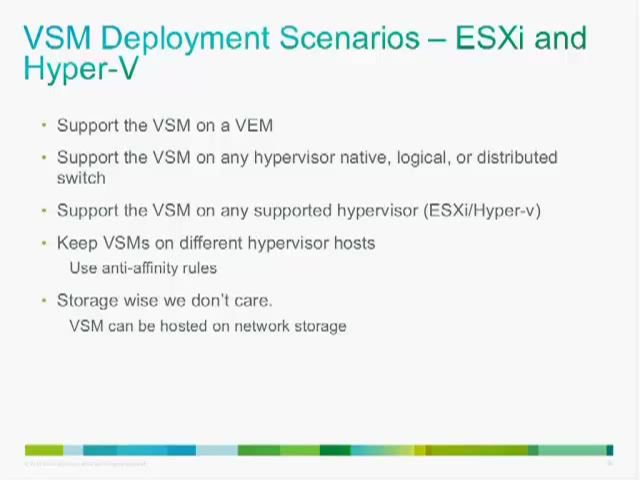 VSM Deployment Scenarios – ESXi and
Hyper-V
• Support the VSM on a VEM
• Support the VSM on any hypervisor native, logical, or distributed
switch
• Support the VSM on any supported hypervisor (ESXi/Hyper-v)
• Keep VSMs on different hypervisor hosts
Use anti-affinity rules
• Storage wise we don't care.
VSM can be hosted on network storage